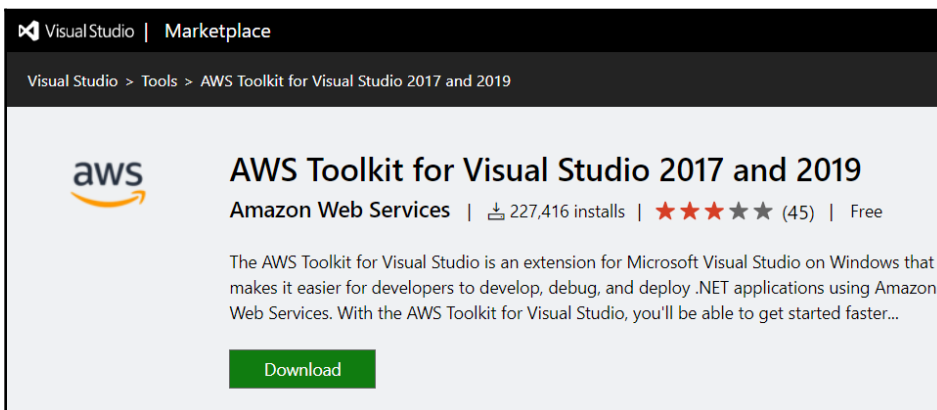 Visual Studio | Marketplace
Visual Studio > Tools > AWS Toolkit for Visual Studio 2017 and 2019
aws
AWS Toolkit for Visual Studio 2017 and 2019
Amazon Web Services | 227,416 installs | ★★★★★ (45) | Free
The AWS Toolkit for Visual Studio is an extension for Microsoft Visual Studio on Windows that
makes it easier for developers to develop, debug, and deploy .NET applications using Amazon
Web Services. With the AWS Toolkit for Visual Studio, you'll be able to get started faster...
Download